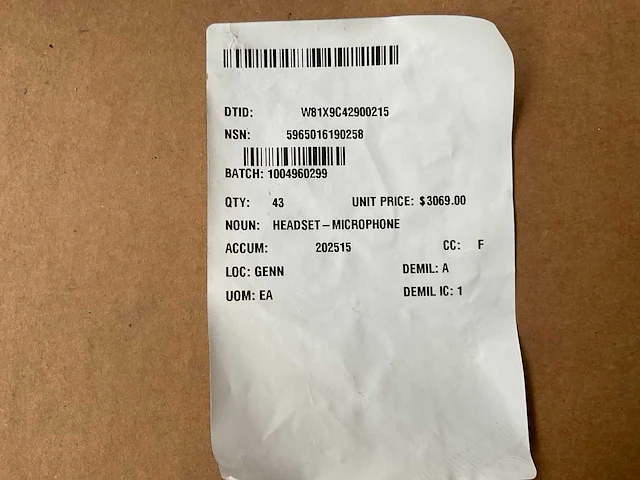 DTID: W81X9C42900215
NSN: 5965016190258
BATCH: 1004960299
QTY: 43 UNIT PRICE: $3069.00
NOUN: HEADSET-MICROPHONE
ACCUM: 202515 CC: F
LOC: GENN DEMIL: A
UOM: EA DEMIL IC: 1